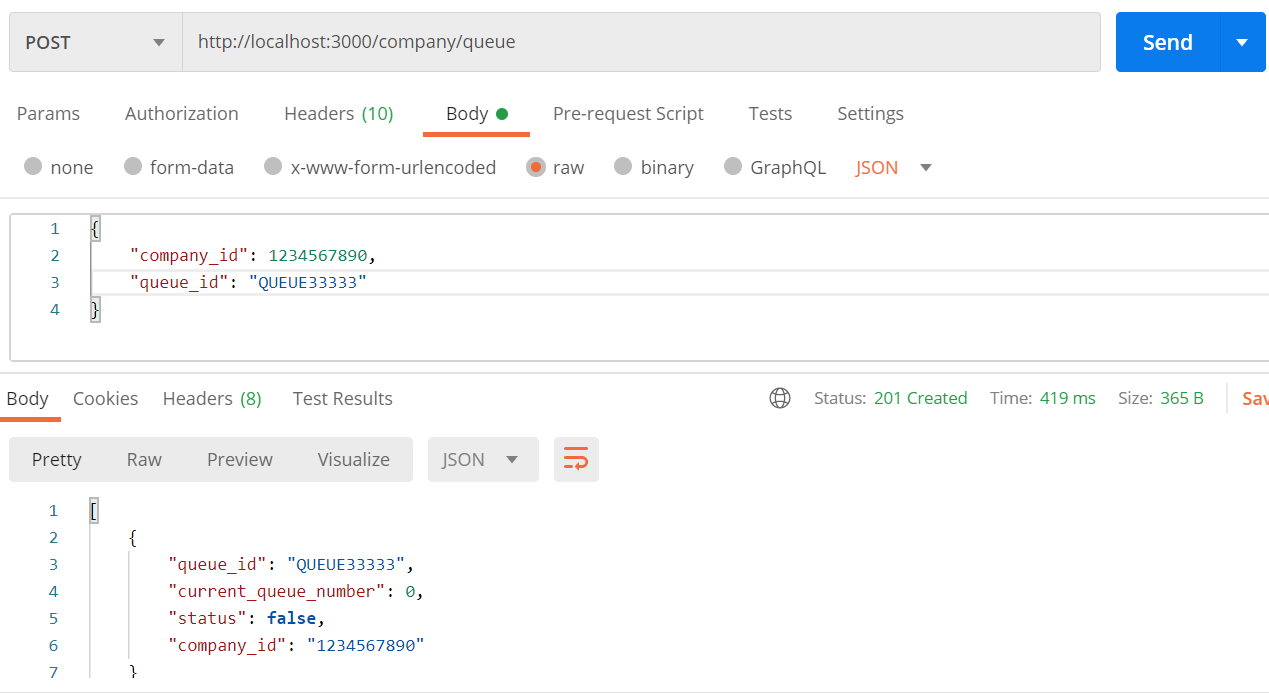 POST http://localhost:3000/company/queue Send
Params Authorization Headers (10) Body Pre-request Script Tests Settings
none form-data x-www-form-urlencoded raw binary GraphQL JSON
1 {
2 "company_id": 1234567890,
3 "queue_id": "QUEUE33333"
4 }
Body Cookies Headers (8) Test Results Status: 201 Created Time: 419 ms Size: 365 B Sav
Pretty Raw Preview Visualize JSON
1 [
2 {
3 "queue_id": "QUEUE33333",
4 "current_queue_number": 0,
5 "status": false,
6 "company_id": "1234567890"
7 }